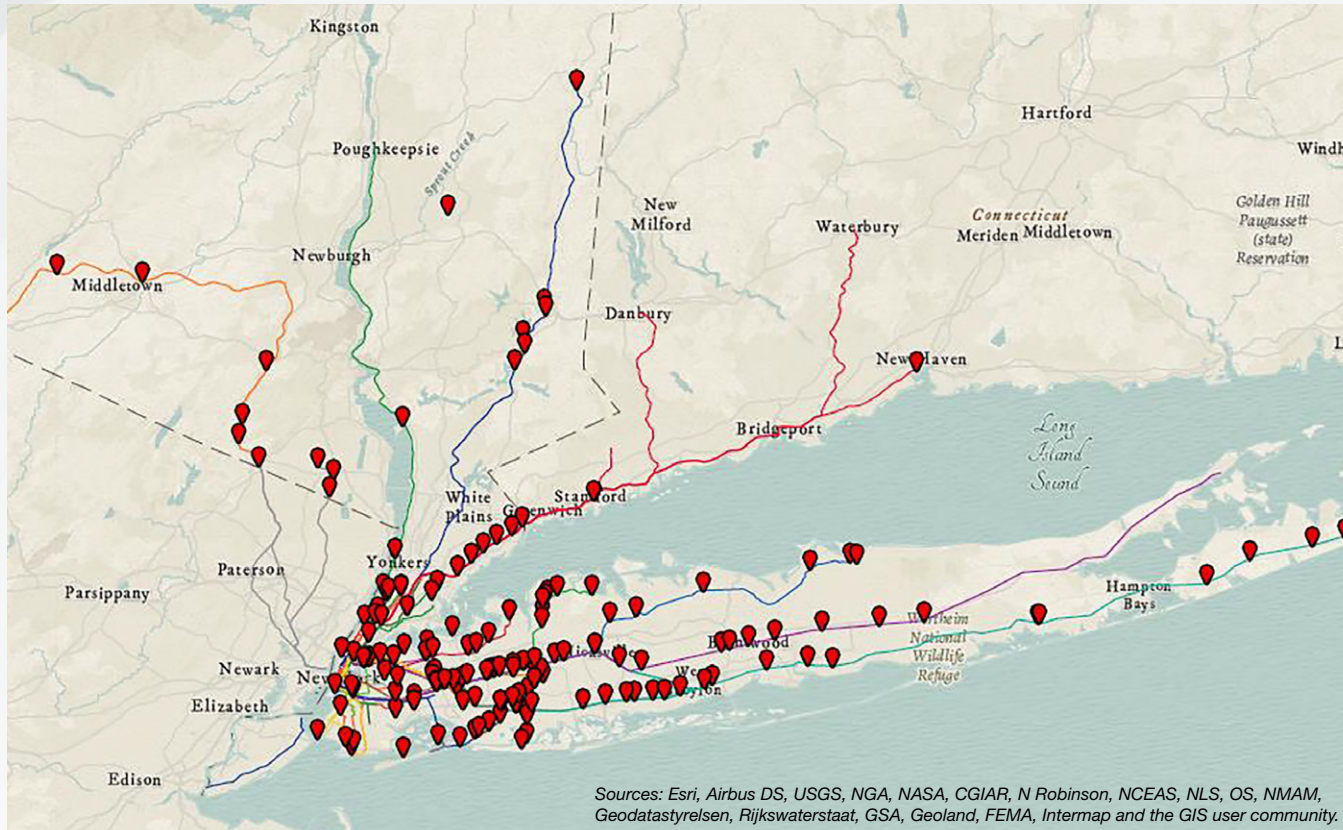 Kingston
Hartford
Poughkeepsie
Sprout Creek
New
Milford
Waterbury
Connecticut
Meriden
Middletown
Golden Hill
Paugussett
(state)
Reservation
Newburgh
Middletown
Danbury
New Haven
Bridgeport
Long
Island
Sound
White
Plains
Greenwich
Stamford
Yonkers
Paterson
Parsippany
Hampton
Bays
Wertheim
National
Wildlife
Refuge
Newark
Elizabeth
Edison
Sources: Esri, Airbus DS, USGS, NGA, NASA, CGIAR, N Robinson, NCEAS, NLS, OS, NMAM,
Geodatastyrelsen, Rijkswaterstaat, GSA, Geoland, FEMA, Intermap and the GIS user community.